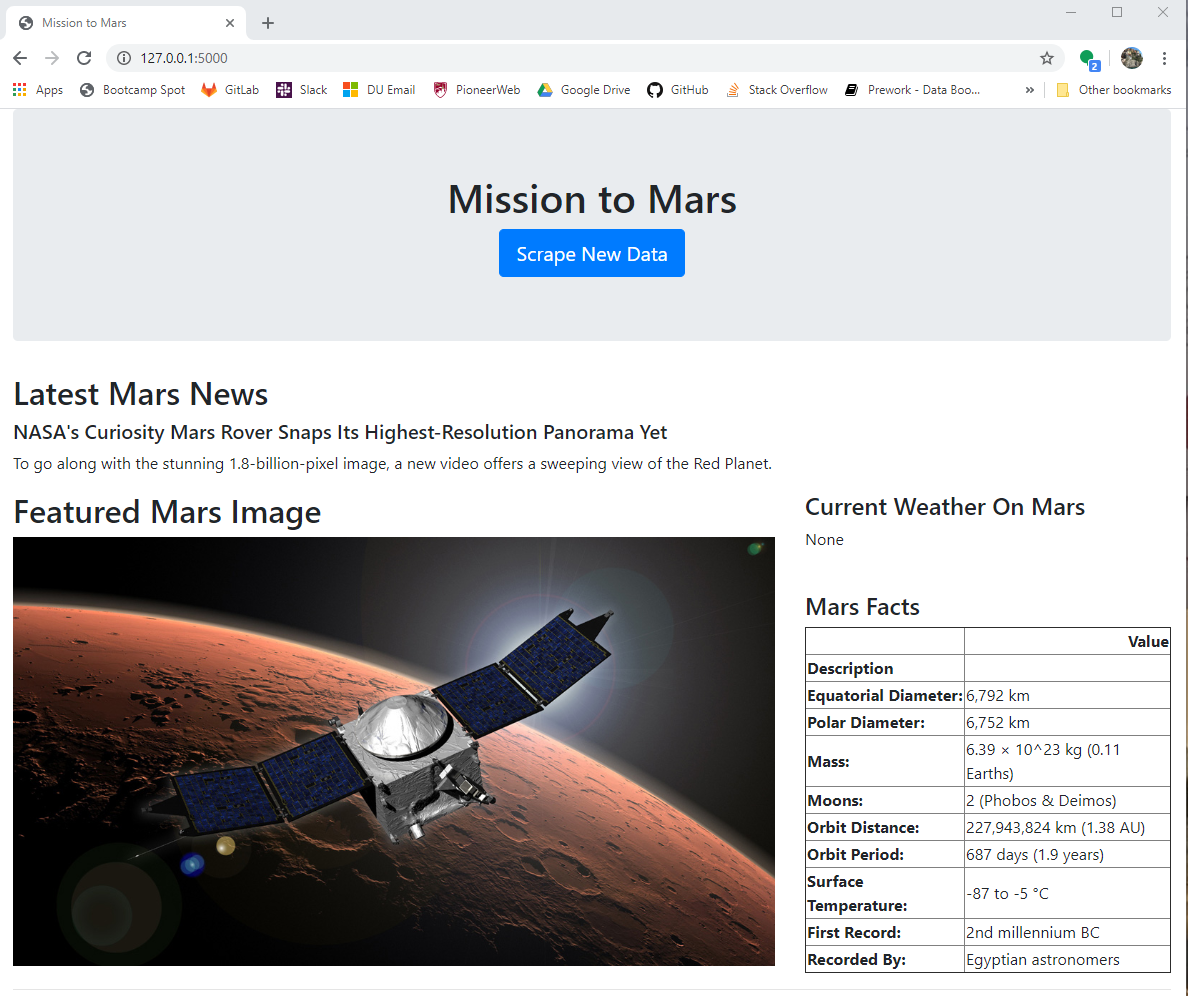 Mission to Mars
127.0.0.1:5000
2
Apps Bootcamp Spot GitLab Slack DU Email PioneerWeb Google Drive GitHub Stack Overflow Prework - Data Boo... » Other bookmarks
Mission to Mars
Scrape New Data
Latest Mars News
NASA's Curiosity Mars Rover Snaps Its Highest-Resolution Panorama Yet
To go along with the stunning 1.8-billion-pixel image, a new video offers a sweeping view of the Red Planet.
Featured Mars Image
Current Weather On Mars
None
Mars Facts
Value
Description
Equatorial Diameter: 6,792 km
Polar Diameter: 6,752 km
Mass: 6.39 × 10^23 kg (0.11
Earths)
Moons: 2 (Phobos & Deimos)
Orbit Distance: 227,943,824 km (1.38 AU)
Orbit Period: 687 days (1.9 years)
Surface
Temperature: -87 to -5 °C
First Record: 2nd millennium BC
Recorded By: Egyptian astronomers